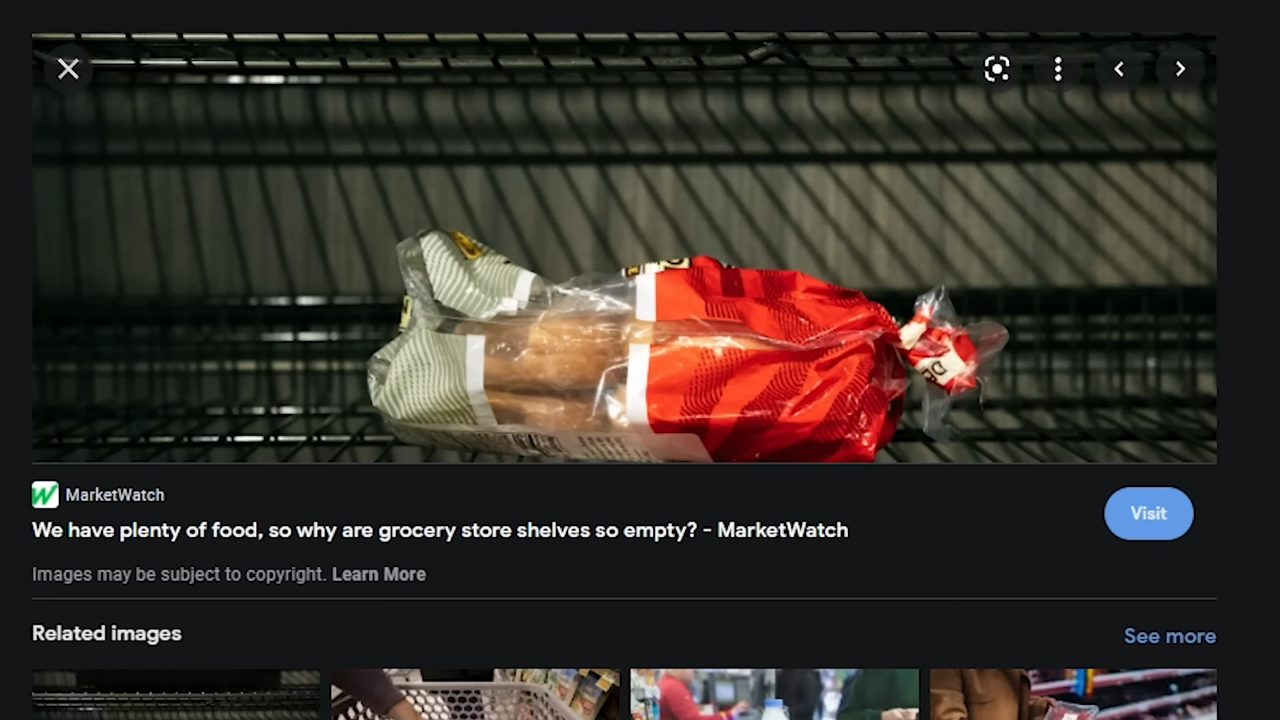 MarketWatch
We have plenty of food, so why are grocery store shelves so empty? - MarketWatch
Visit
Images may be subject to copyright. Learn More
Related images
See more